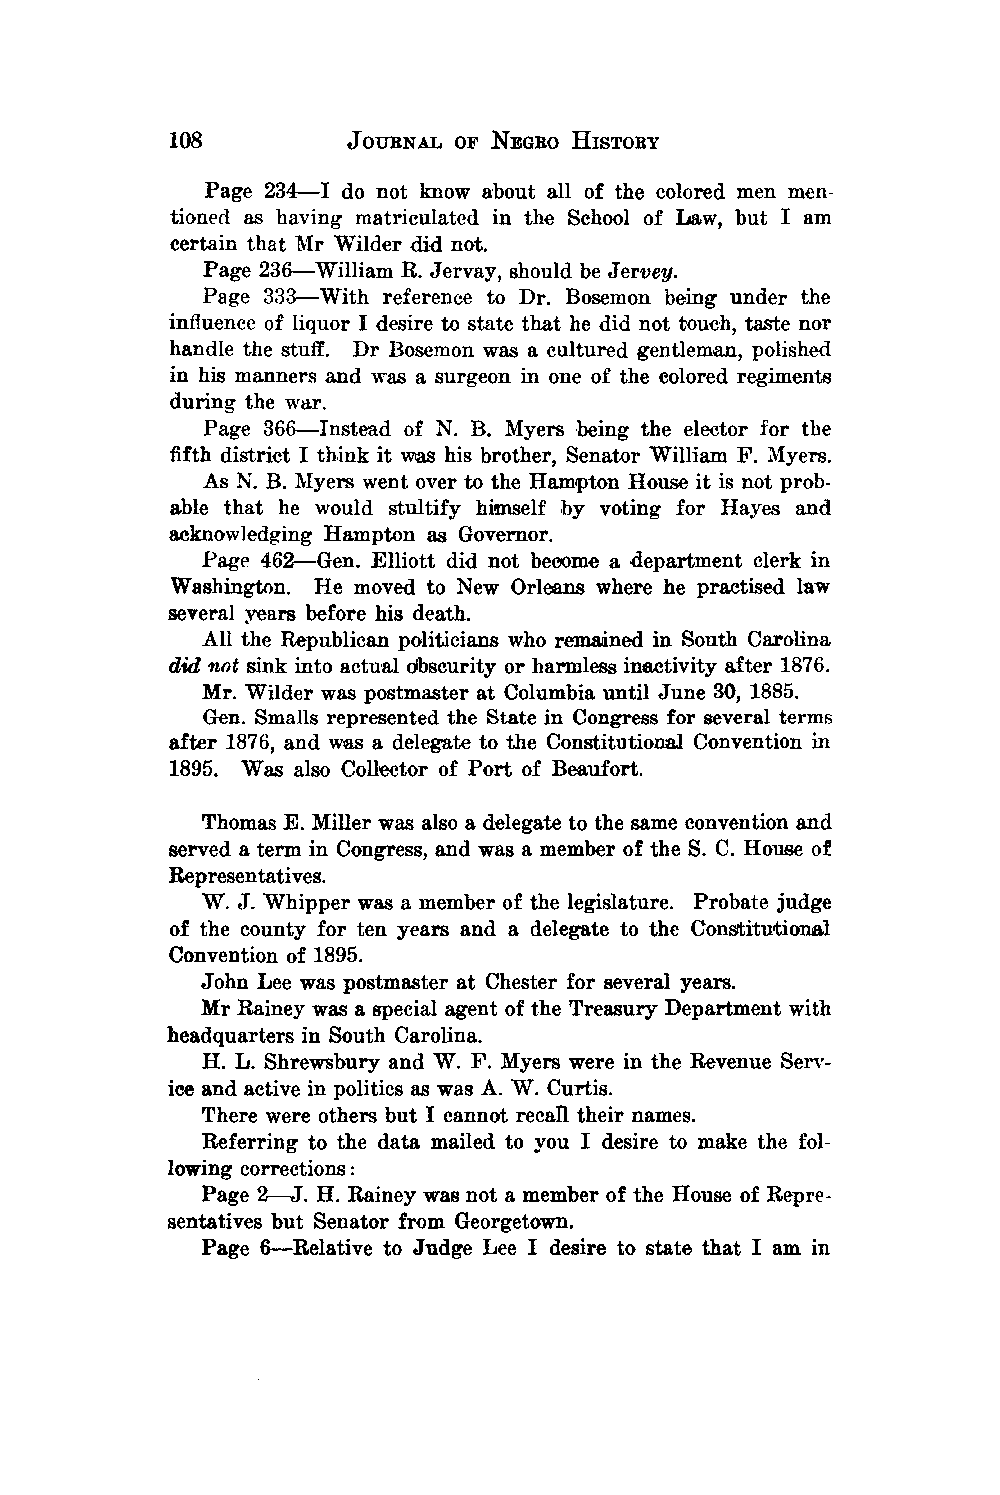 108 JOURNAL OF NEGRO HISTORY
Page 234—I do not know about all of the colored men men-
tioned as having matriculated in the School of Law, but I am
certain that Mr Wilder did not.
Page 236—William R. Jervay, should be Jervey.
Page 333—With reference to Dr. Bosemon being under the
influence of liquor I desire to state that he did not touch, taste nor
handle the stuff. Dr Bosemon was a cultured gentleman, polished
in his manners and was a surgeon in one of the colored regiments
during the war.
Page 366—Instead of N. B. Myers being the elector for the
fifth district I think it was his brother, Senator William F. Myers.
As N. B. Myers went over to the Hampton House it is not prob-
able that he would stultify himself by voting for Hayes and
acknowledging Hampton as Governor.
Page 462—Gen. Elliott did not become a department clerk in
Washington. He moved to New Orleans where he practised law
several years before his death.
All the Republican politicians who remained in South Carolina
did not sink into actual obscurity or harmless inactivity after 1876.
Mr. Wilder was postmaster at Columbia until June 30, 1885.
Gen. Smalls represented the State in Congress for several terms
after 1876, and was a delegate to the Constitutional Convention in
1895. Was also Collector of Port of Beaufort.
Thomas E. Miller was also a delegate to the same convention and
served a term in Congress, and was a member of the S. C. House of
Representatives.
W. J. Whipper was a member of the legislature. Probate judge
of the county for ten years and a delegate to the Constitutional
Convention of 1895.
John Lee was postmaster at Chester for several years.
Mr Rainey was a special agent of the Treasury Department with
headquarters in South Carolina.
H. L. Shrewsbury and W. F. Myers were in the Revenue Serv-
ice and active in politics as was A. W. Curtis.
There were others but I cannot recall their names.
Referring to the data mailed to you I desire to make the fol-
lowing corrections:
Page 2—J. H. Rainey was not a member of the House of Repre-
sentatives but Senator from Georgetown.
Page 6—Relative to Judge Lee I desire to state that I am in